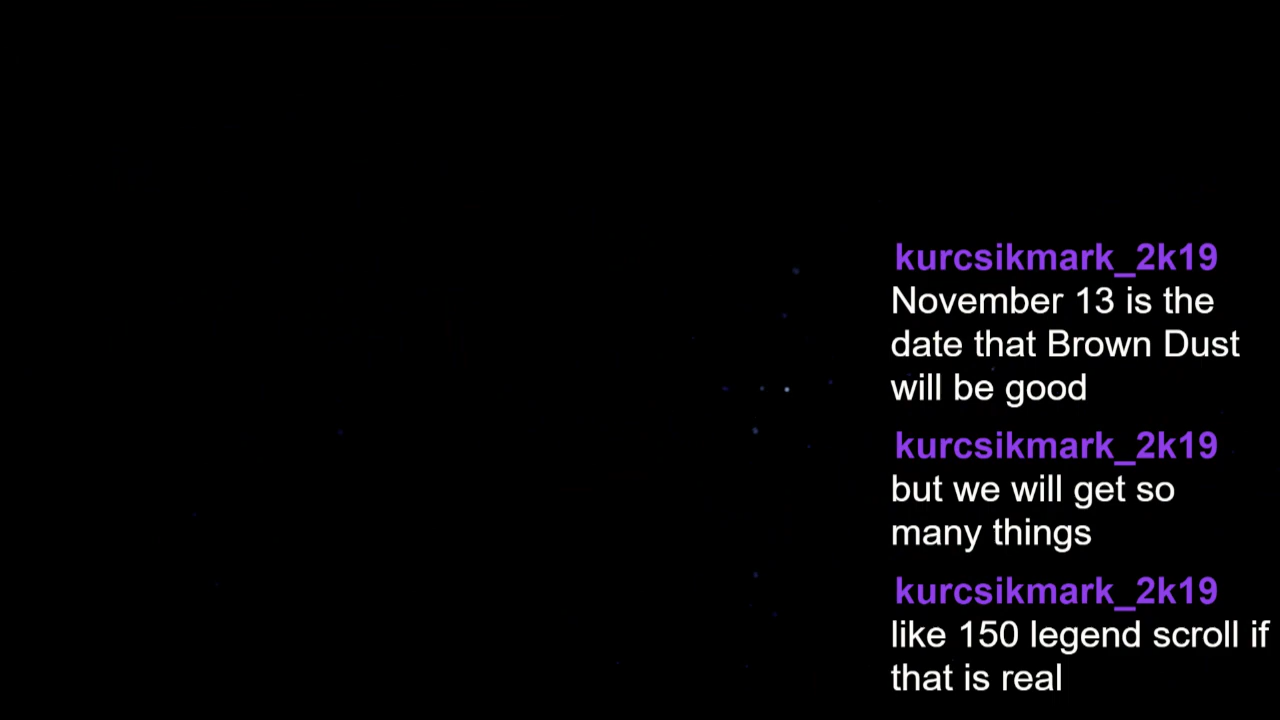 kurcsikmark_2k19
November 13 is the
date that Brown Dust
will be good
kurcsikmark_2k19
but we will get so
many things
kurcsikmark_2k19
like 150 legend scroll if
that is real